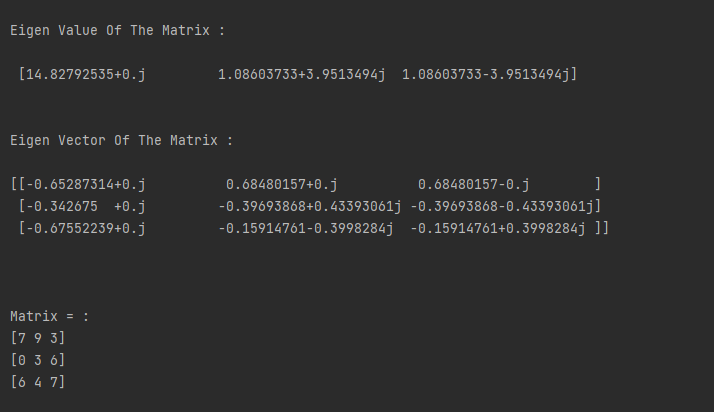 Eigen Value Of The Matrix :
[14.82792535+0.j         1.08603733+3.9513494j  1.08603733-3.9513494j]
Eigen Vector Of The Matrix :
[[-0.65287314+0.j          0.68480157+0.j          0.68480157-0.j        ]
[-0.342675  +0.j         -0.39693868+0.43393061j -0.39693868-0.43393061j]
[-0.67552239+0.j         -0.15914761-0.3998284j  -0.15914761+0.3998284j ]]
Matrix = :
[7 9 3]
[0 3 6]
[6 4 7]